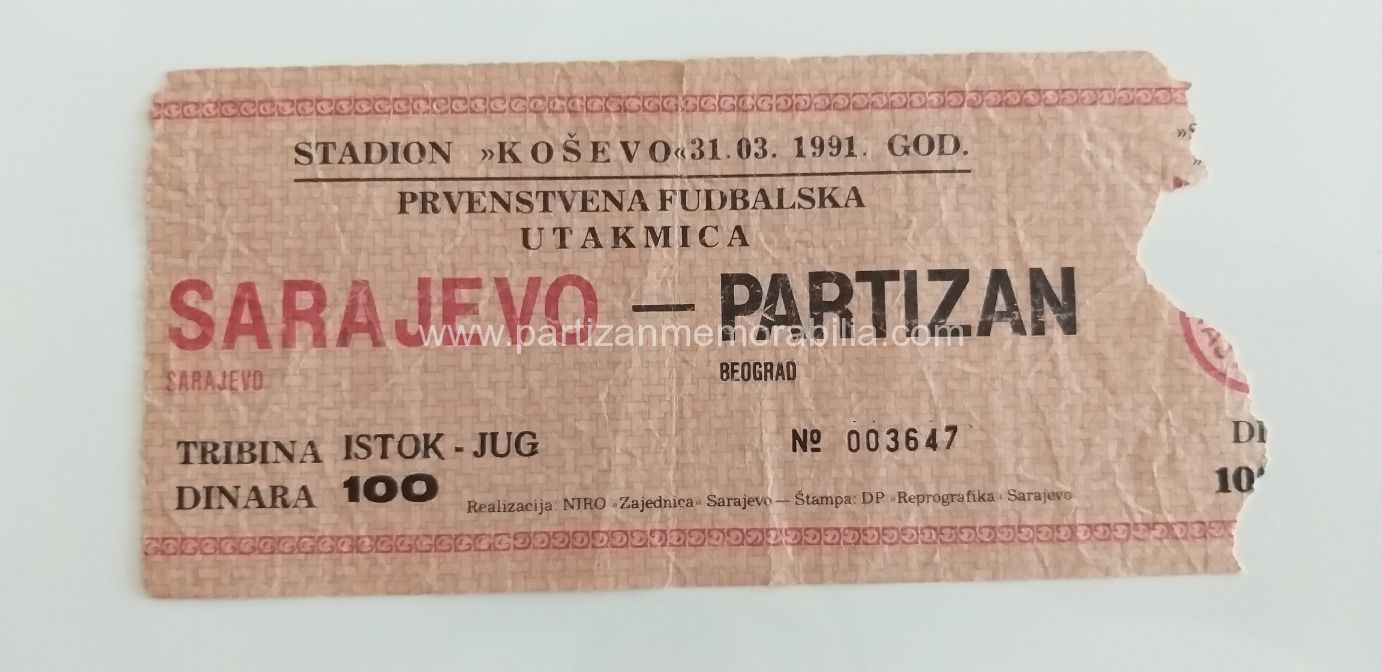 STADION »KOŠEVO« 31.03. 1991. GOD.
PRVENSTVENA FUDBALSKA
UTAKMICA
SARAJEVO — PARTIZAN
www.partizanmemorabilia.com
SARAJEVO
BEOGRAD
TRIBINA ISTOK - JUG
Nº 003647
DINARA 100
Realizacija: NIRO »Zajednica« Sarajevo — Štampa: DP »Reprografika« Sarajevo